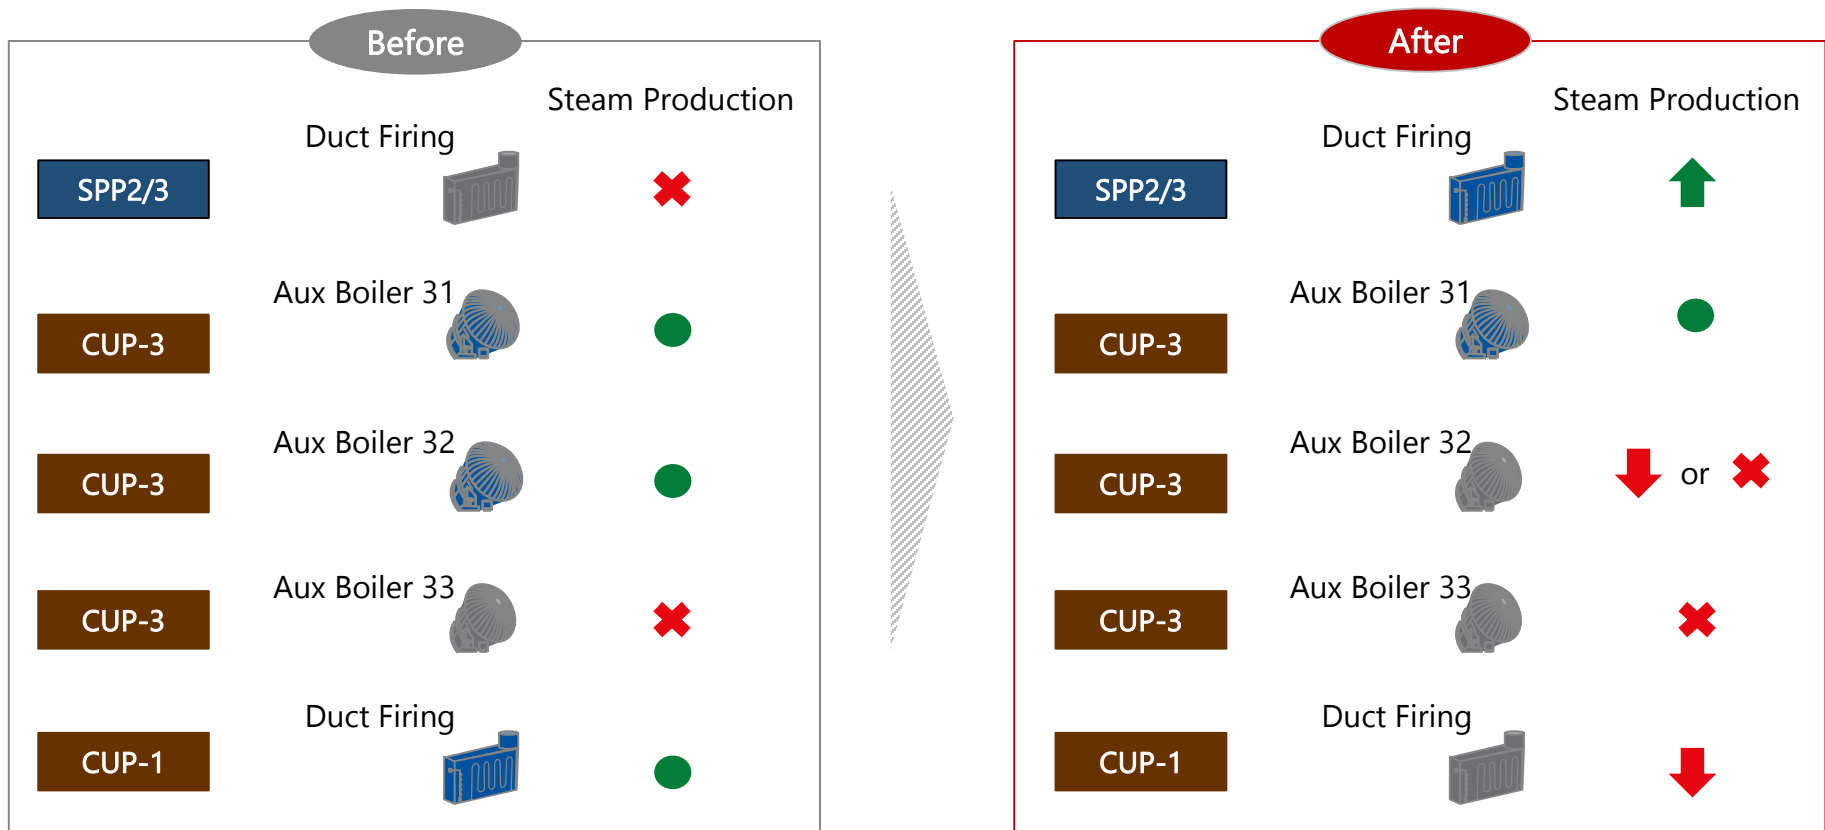 Before
Steam Production
Duct Firing
SPP2/3
Aux Boiler 31
CUP-3
Aux Boiler 32
CUP-3
Aux Boiler 33
CUP-3
Duct Firing
CUP-1
After
Steam Production
Duct Firing
SPP2/3
Aux Boiler 31
CUP-3
Aux Boiler 32
CUP-3
or
Aux Boiler 33
CUP-3
Duct Firing
CUP-1